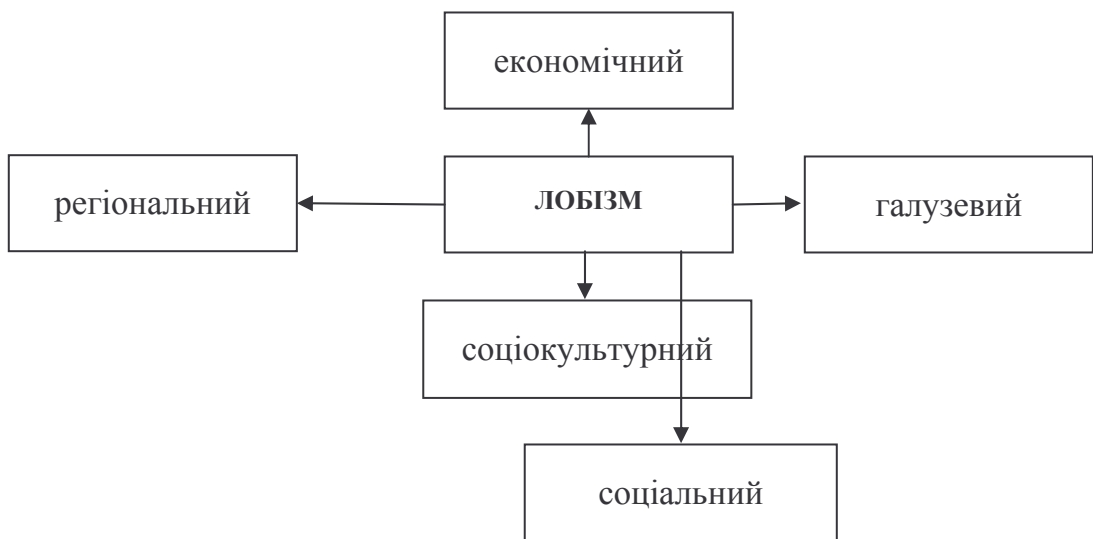 економічний
регіональний
ЛОБІЗМ
галузевий
соціокультурний
соціальний